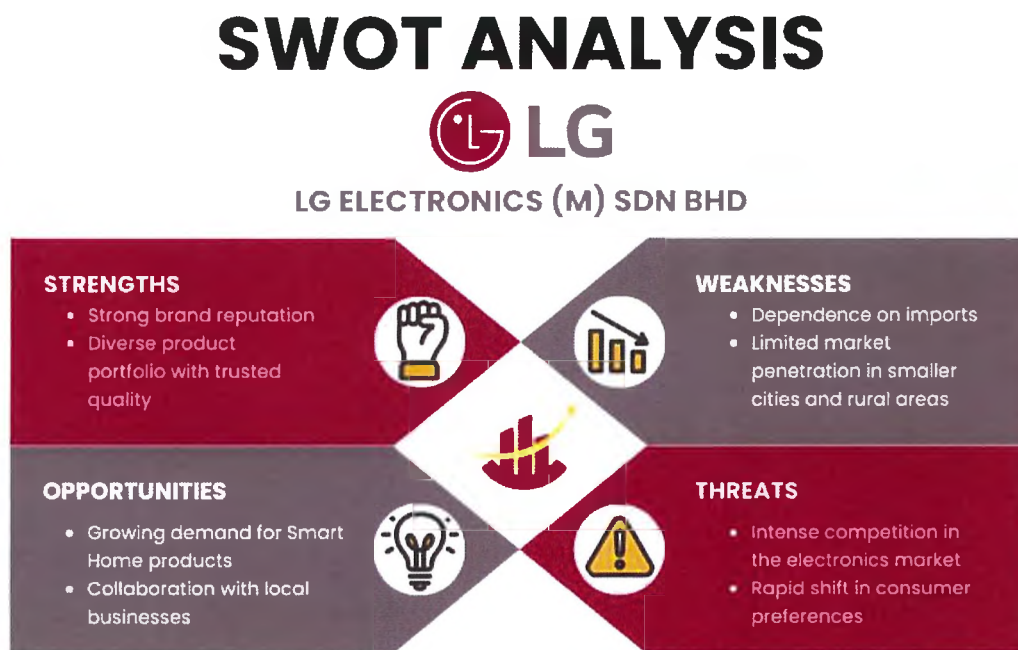 SWOT ANALYSIS
LG
LG ELECTRONICS (M) SDN BHD
STRENGTHS
• Strong brand reputation
• Diverse product
portfolio with trusted
quality
WEAKNESSES
• Dependence on imports
• Limited market
penetration in smaller
cities and rural areas
OPPORTUNITIES
• Growing demand for Smart
Home products
• Collaboration with local
businesses
THREATS
• Intense competition in
the electronics market
• Rapid shift in consumer
preferences